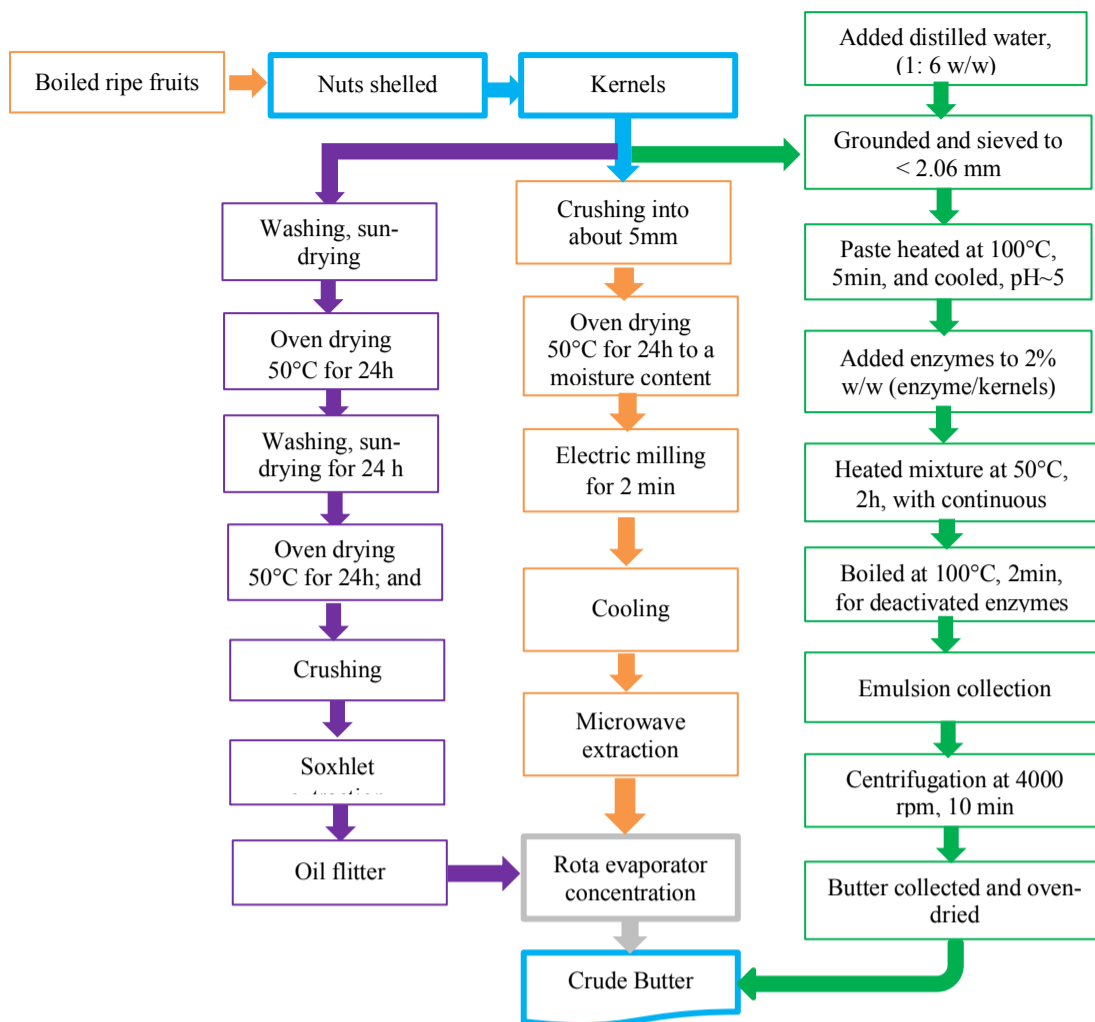 Boiled ripe fruits
Nuts shelled
Kernels
Added distilled water,
(1: 6 w/w)
Grounded and sieved to
< 2.06 mm
Washing, sun-
drying
Crushing into
about 5mm
Paste heated at 100°C,
5min, and cooled, pH~5
Oven drying
50°C for 24h
Oven drying
50°C for 24h to a
moisture content
Added enzymes to 2%
w/w (enzyme/kernels)
Washing, sun-
drying for 24 h
Electric milling
for 2 min
Heated mixture at 50°C,
2h, with continuous
Oven drying
50°C for 24h; and
Cooling
Boiled at 100°C, 2min,
for deactivated enzymes
Crushing
Microwave
extraction
Emulsion collection
Soxhlet
Centrifugation at 4000
rpm, 10 min
Oil flitter
Rota evaporator
concentration
Butter collected and oven-
dried
Crude Butter